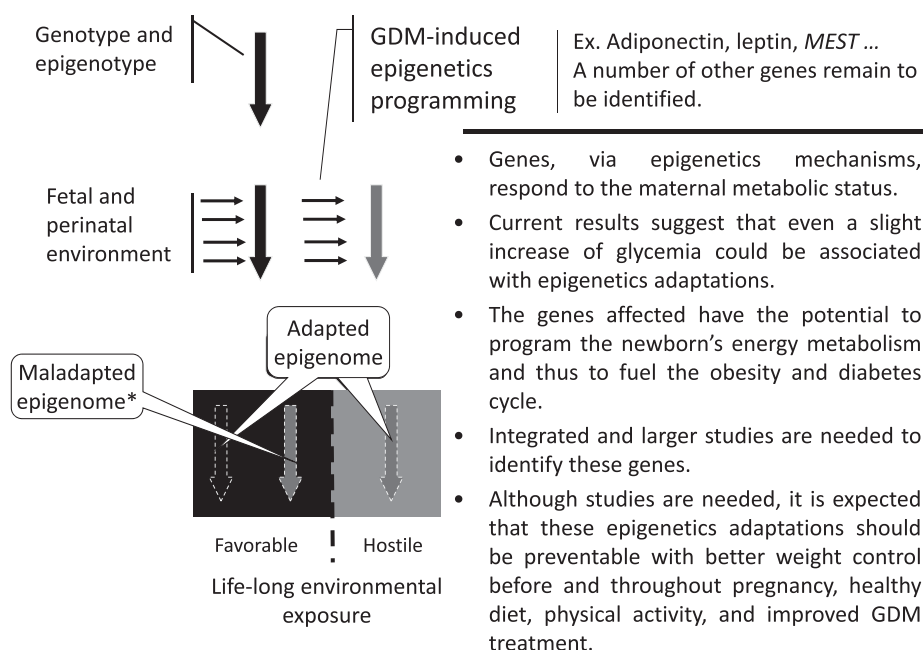 Genotype and
epigenotype
GDM-induced
epigenetics
programming
Ex. Adiponectin, leptin, MEST ...
A number of other genes remain to
be identified.
Fetal and
perinatal
environment
Adapted
epigenome
Maladapted
epigenome*
Favorable
Hostile
Life-long environmental
exposure
• Genes, via epigenetics mechanisms,
respond to the maternal metabolic status.
• Current results suggest that even a slight
increase of glycemia could be associated
with epigenetics adaptations.
• The genes affected have the potential to
program the newborn's energy metabolism
and thus to fuel the obesity and diabetes
cycle.
• Integrated and larger studies are needed to
identify these genes.
• Although studies are needed, it is expected
that these epigenetics adaptations should
be preventable with better weight control
before and throughout pregnancy, healthy
diet, physical activity, and improved GDM
treatment.